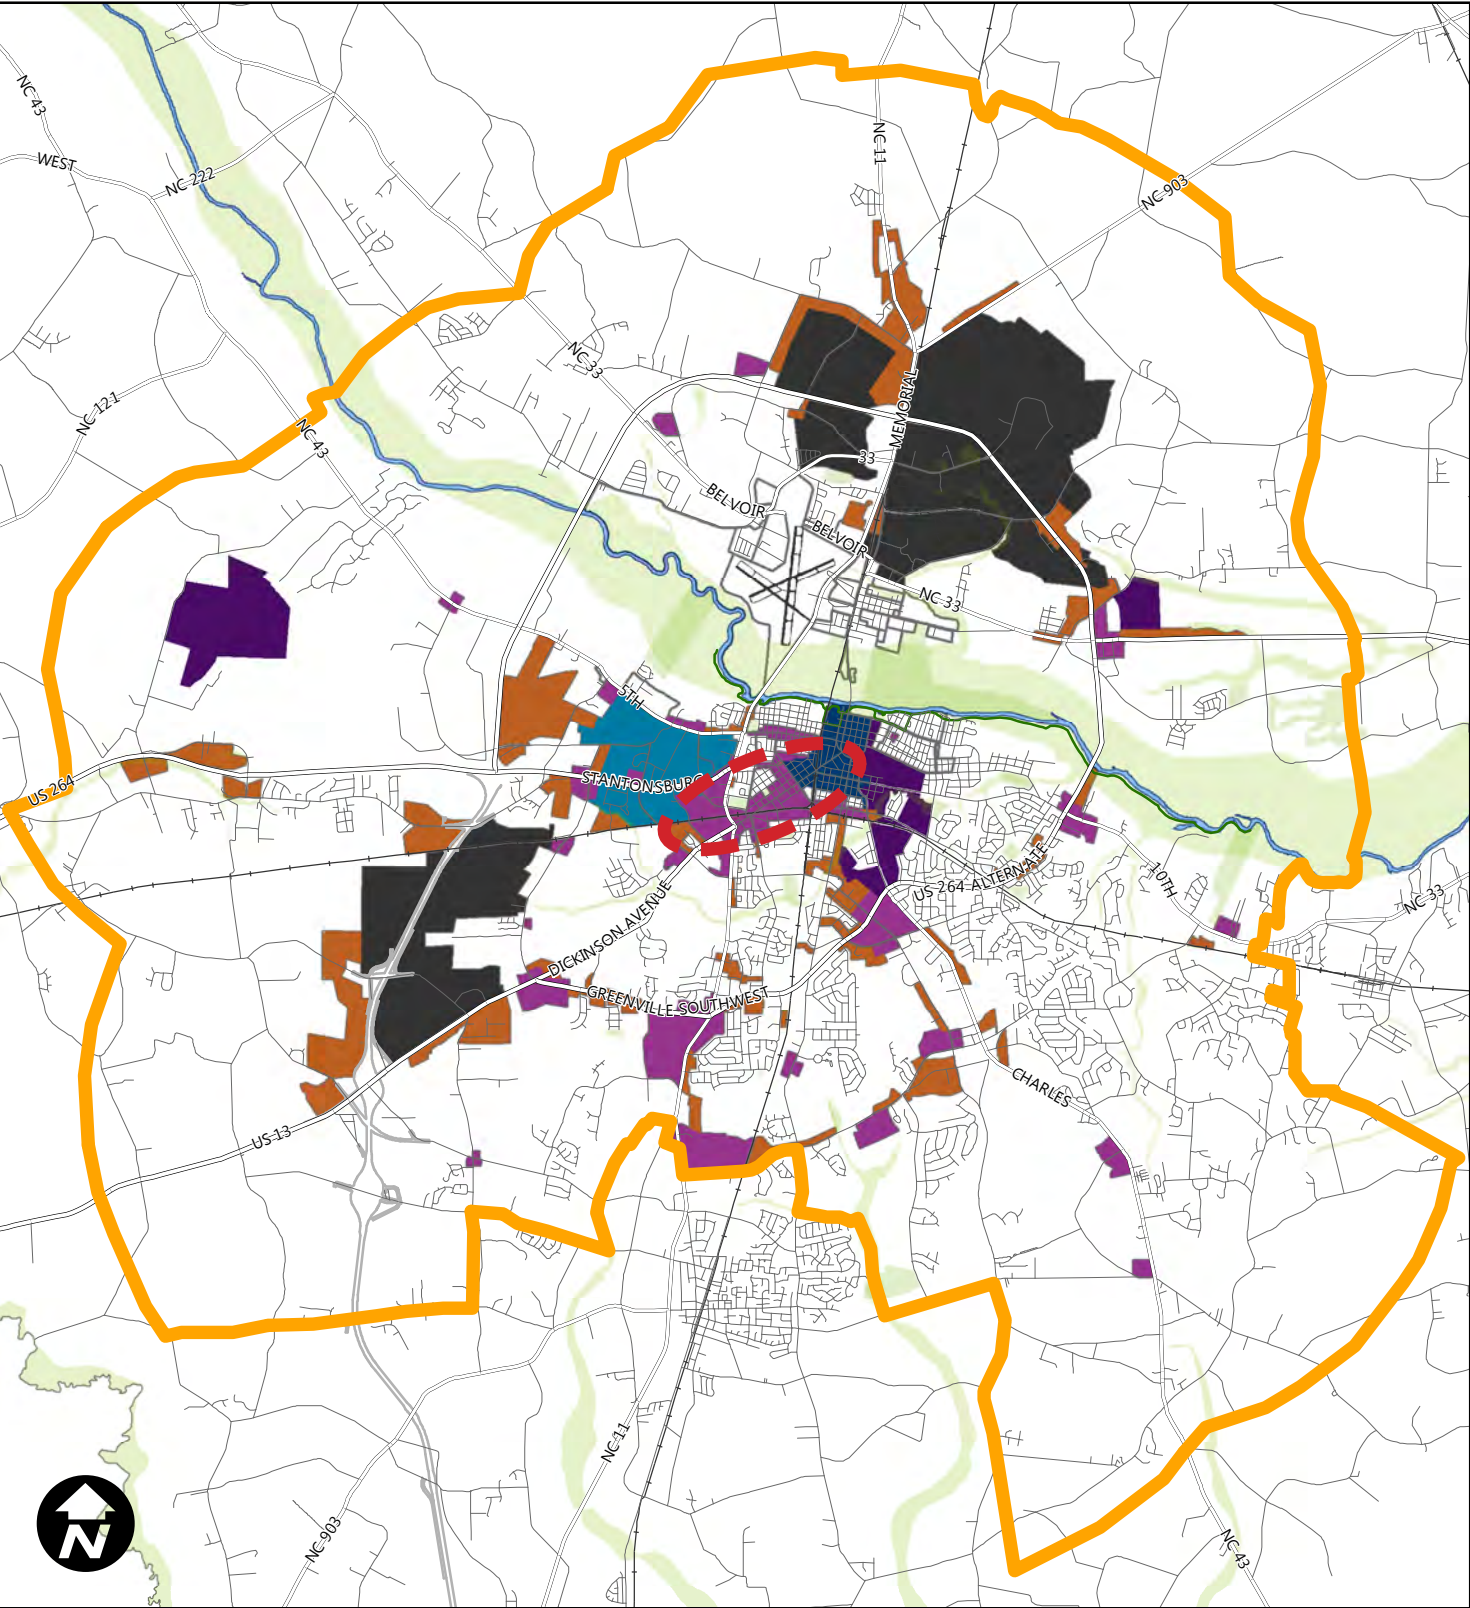 NC 43
WEST
NC 222
NC 11
NC 903
NC 33
NC 121
NC 43
MEMORIAL
33
BELVOIR
BELVOIR
NC 33
5TH
STANTONSBURG
US 264
US 264 ALTERNATE
10TH
NC 33
DICKINSON AVENUE
GREENVILLE SOUTHWEST
CHARLES
US 13
NC 11
NC 903
NC 43
N